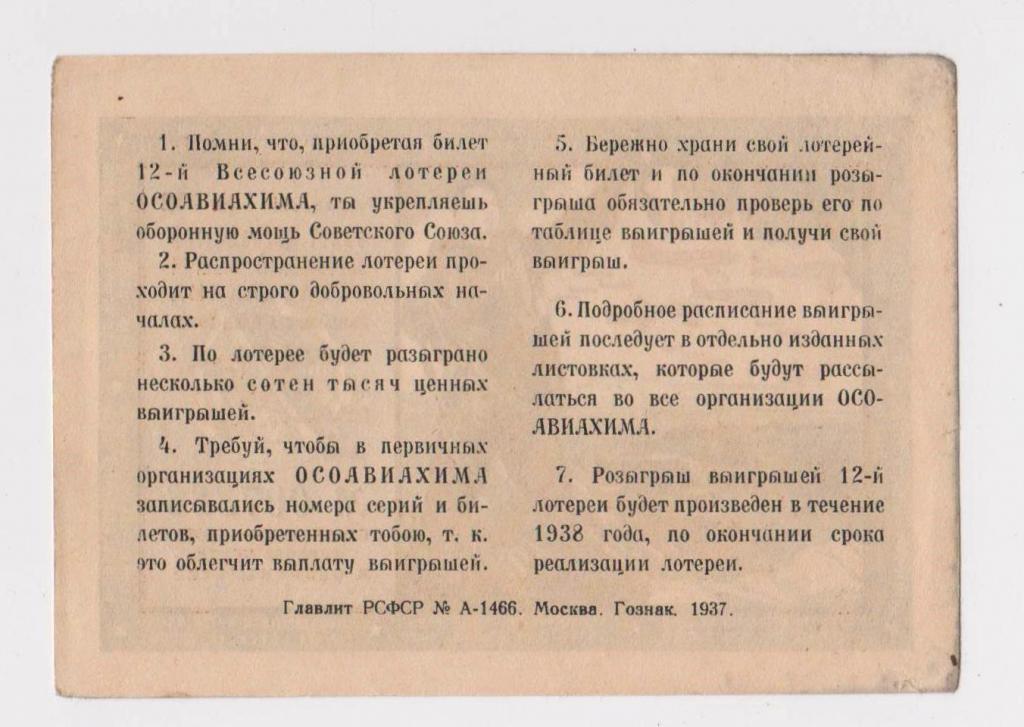 1. Помни, что, приобретая билет
12-й Всесоюзной лотереи
ОСОАВИАХИМА, ты укрепляешь
оборонную мощь Советского Союза.
2. Распространение лотереи про-
ходит на строго добровольных на-
чалах.
3. По лотерее будет разыграно
несколько сотен тысяч ценных
выигрышей.
4. Требуй, чтобы в первичных
организациях ОСОАВИАХИМА
записывались номера серий и би-
летов, приобретенных тобою, т. к.
это облегчит выплату выигрышей.
5. Бережно храни свой лотерей-
ный билет и по окончании розы-
грыша обязательно проверь его по
таблице выигрышей и получи свой
выигрыш.
6. Подробное расписание выигры-
шей последует в отдельно изданных
листовках, которые будут рассы-
латься во все организации ОСО-
АВИАХИМА.
7. Розыгрыш выигрышей 12-й
лотереи будет произведен в течение
1938 года, по окончании срока
реализации лотереи.
Главлит РСФСР № А-1466. Москва. Гознак. 1937.